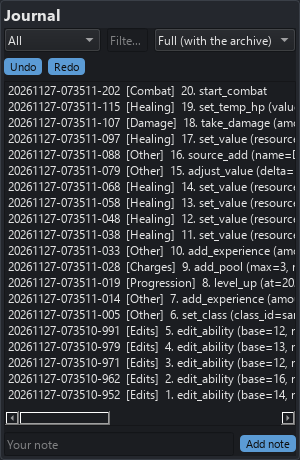 Journal
All Filte... Full (with the archive)
Undo Redo
20261127-073511-202 [Combat] 20. start_combat
20261127-073511-115 [Healing] 19. set_temp_hp (valu
20261127-073511-107 [Damage] 18. take_damage (amo
20261127-073511-097 [Healing] 17. set_value (resourc
20261127-073511-088 [Other] 16. source_add (name=D
20261127-073511-079 [Other] 15. adjust_value (delta=
20261127-073511-068 [Healing] 14. set_value (resourc
20261127-073511-058 [Healing] 13. set_value (resourc
20261127-073511-048 [Healing] 12. set_value (resourc
20261127-073511-038 [Healing] 11. set_value (resourc
20261127-073511-033 [Other] 10. add_experience (am
20261127-073511-028 [Charges] 9. add_pool (max=3, r
20261127-073511-019 [Progression] 8. level_up (at=20
20261127-073511-014 [Other] 7. add_experience (amou
20261127-073511-005 [Other] 6. set_class (class_id=sar
20261127-073510-991 [Edits] 5. edit_ability (base=12, r
20261127-073510-979 [Edits] 4. edit_ability (base=13, r
20261127-073510-971 [Edits] 3. edit_ability (base=12, r
20261127-073510-962 [Edits] 2. edit_ability (base=16, r
20261127-073510-952 [Edits] 1. edit_ability (base=14, r
Your note Add note